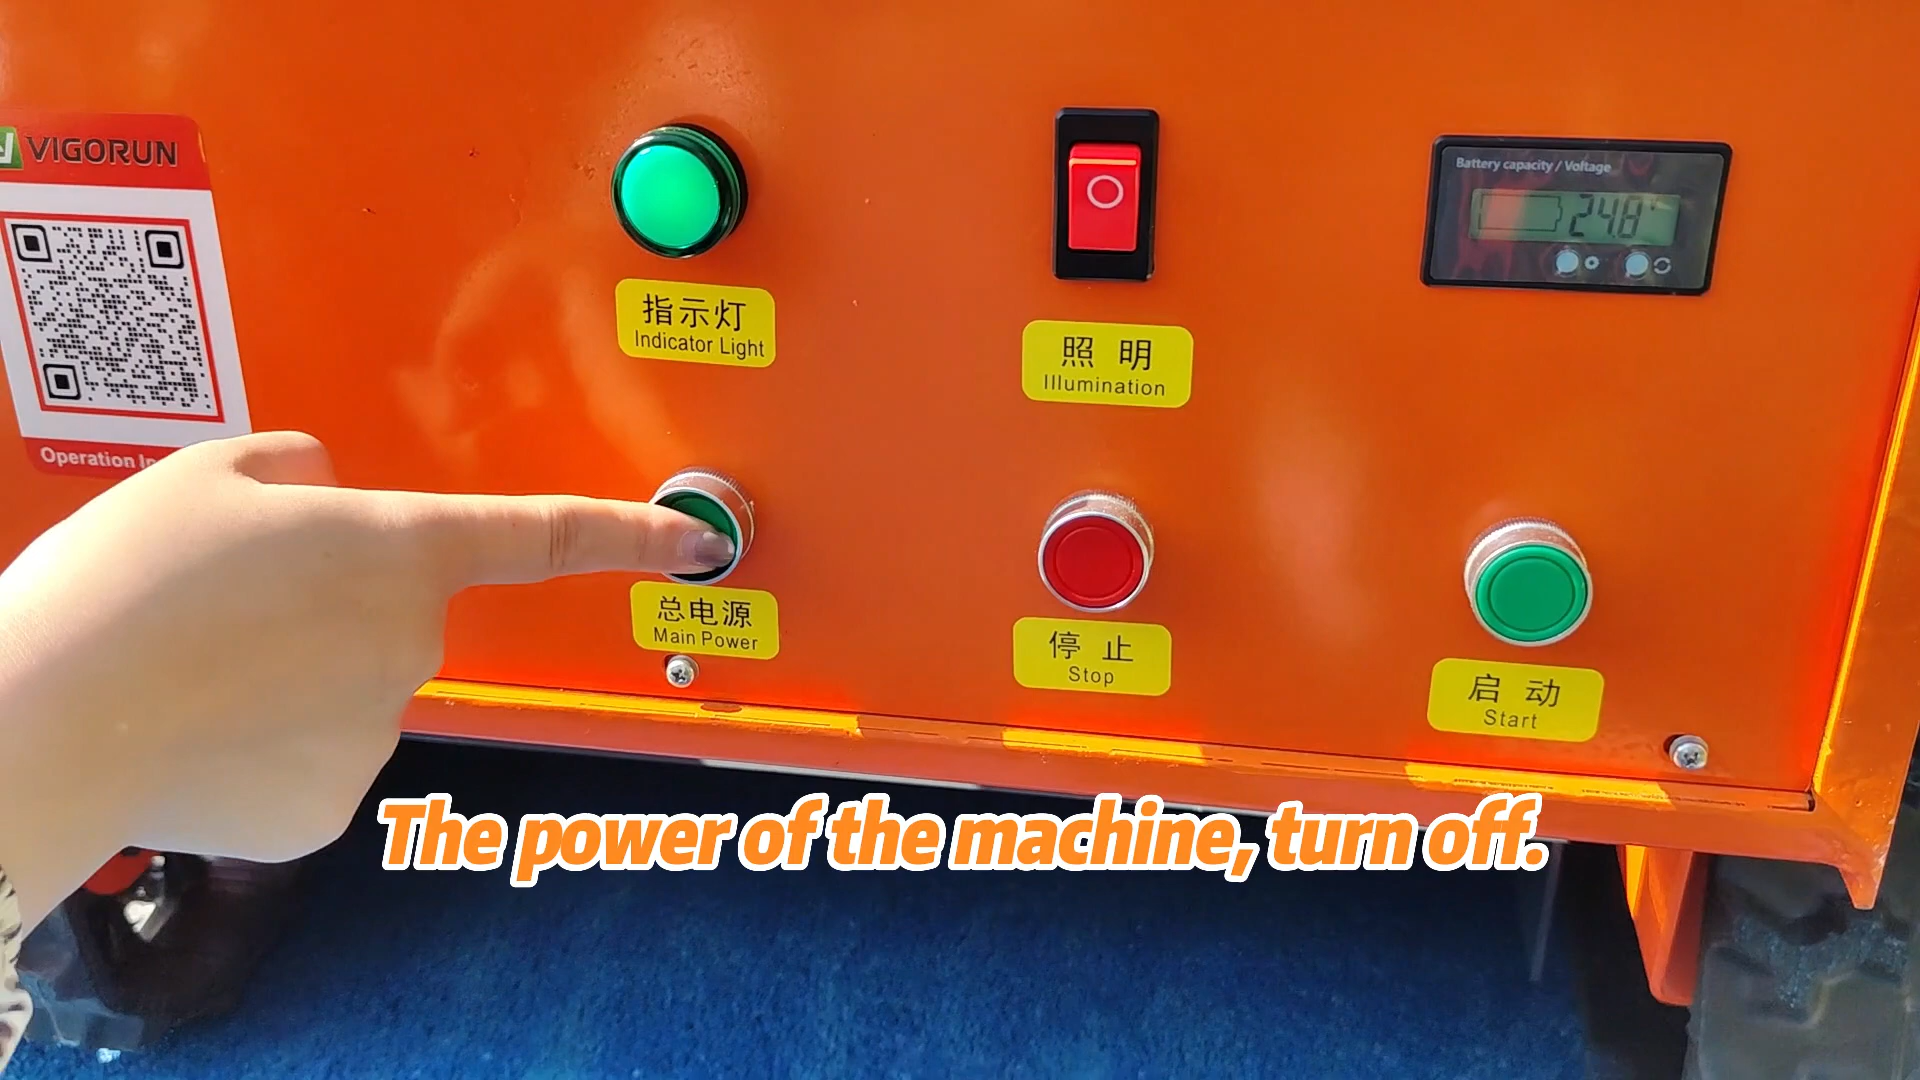 VIGORUN
Operation
指示灯
Indicator Light
照 明
Illumination
Battery capacity / Voltage
24.8
总电源
Main Power
停 止
Stop
启 动
Start
The power of the machine, turn off.